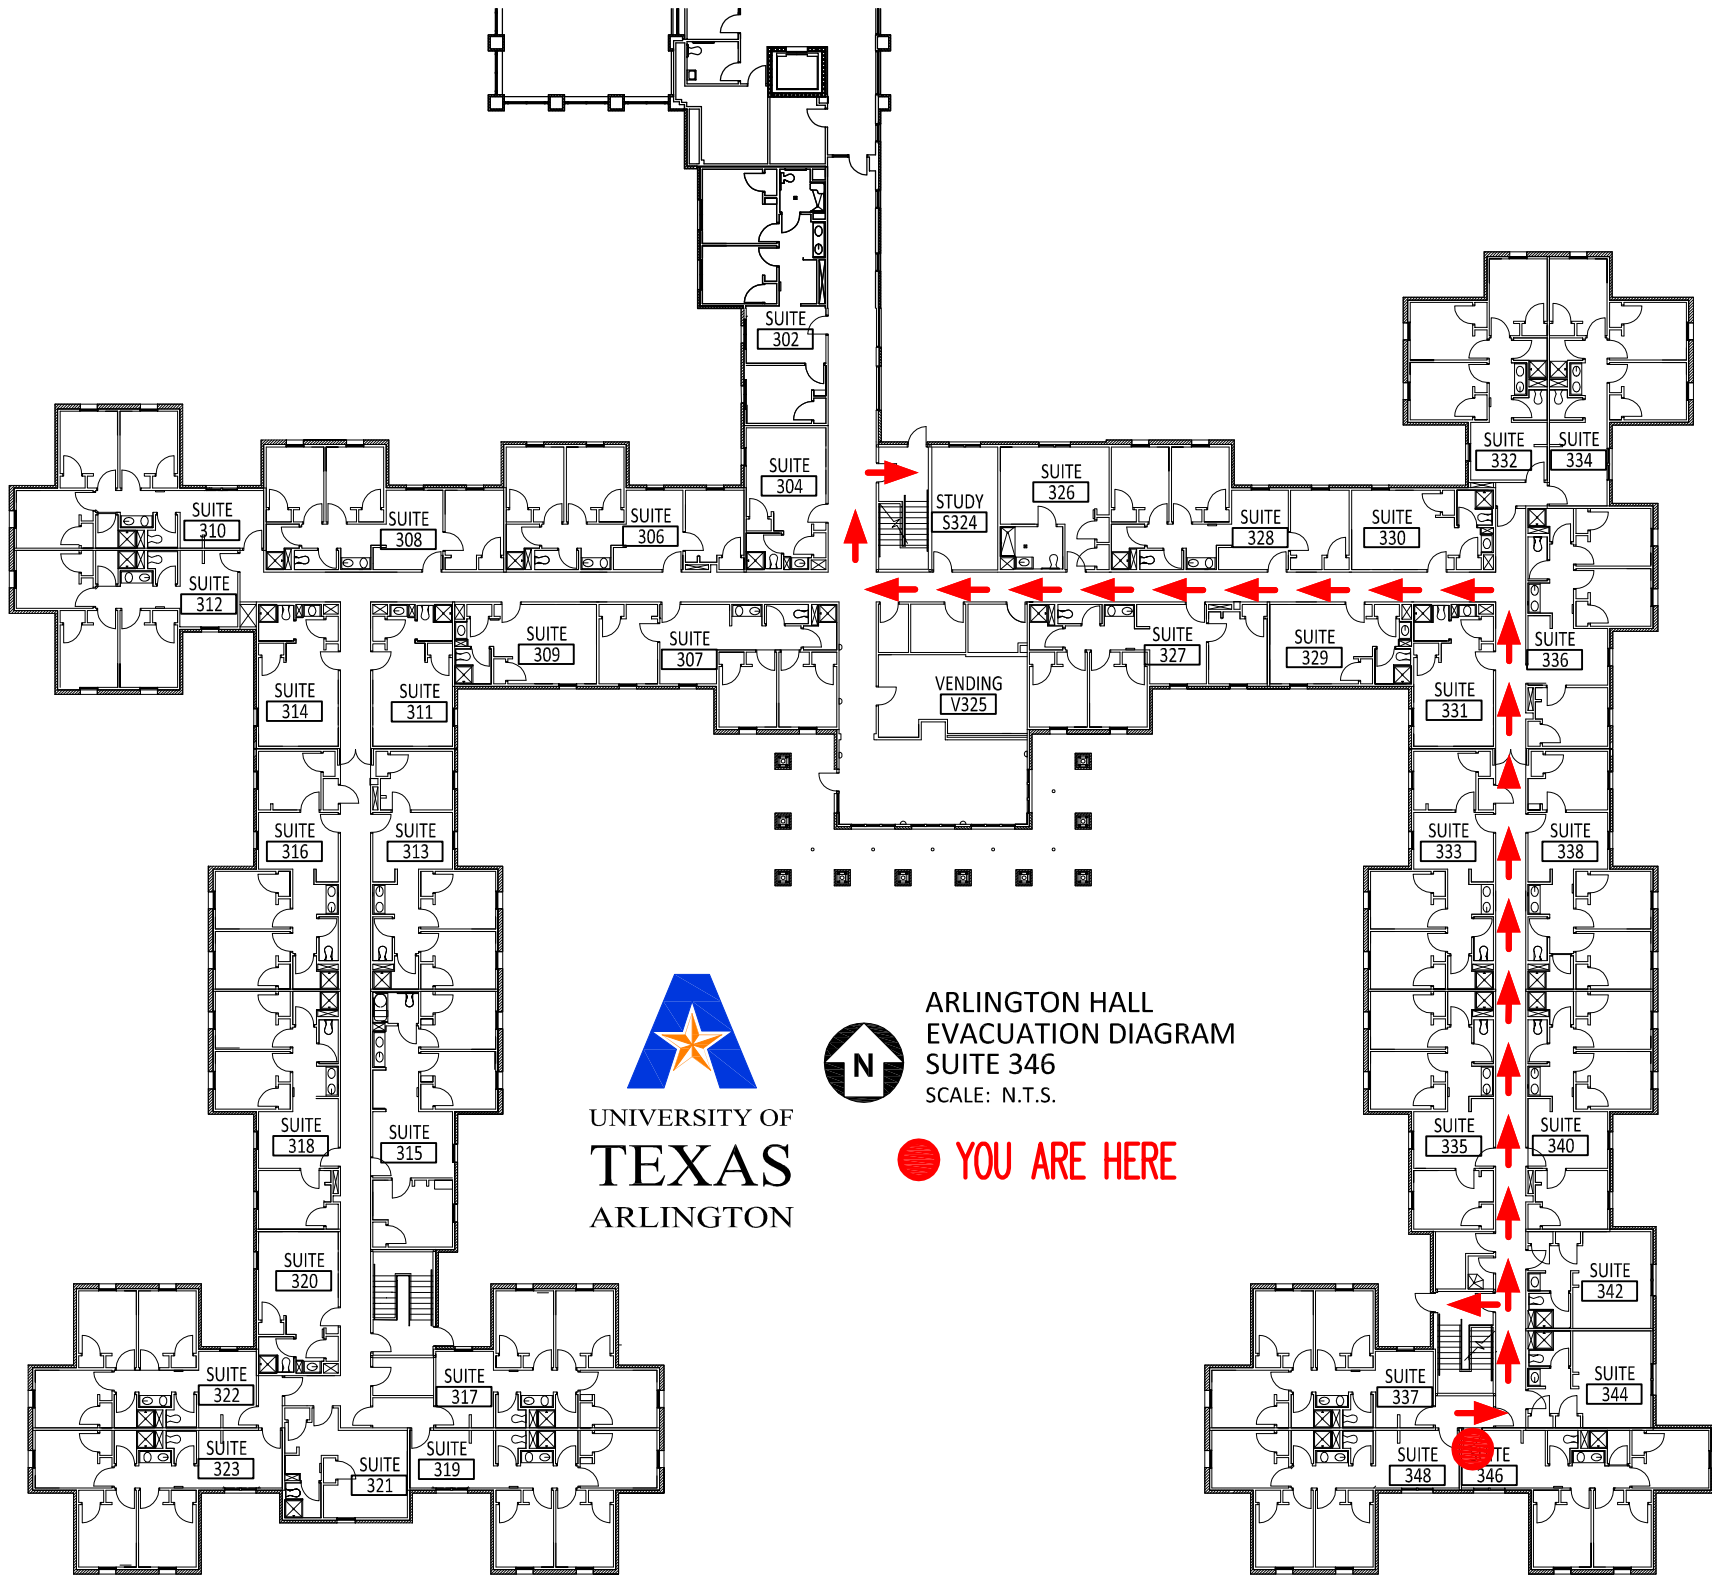 SUITE
302
SUITE
304
STUDY
S324
SUITE
326
SUITE
328
SUITE
330
SUITE
332
SUITE
334
SUITE
310
SUITE
308
SUITE
306
SUITE
312
SUITE
309
SUITE
307
SUITE
327
SUITE
329
SUITE
336
SUITE
314
SUITE
311
VENDING
V325
SUITE
331
SUITE
316
SUITE
313
SUITE
333
SUITE
338
ARLINGTON HALL
EVACUATION DIAGRAM
SUITE 346
SCALE: N.T.S.
N
UNIVERSITY OF
TEXAS
ARLINGTON
YOU ARE HERE
SUITE
318
SUITE
315
SUITE
335
SUITE
340
SUITE
320
SUITE
342
SUITE
322
SUITE
317
SUITE
337
SUITE
344
SUITE
323
SUITE
321
SUITE
319
SUITE
348
SUITE
346